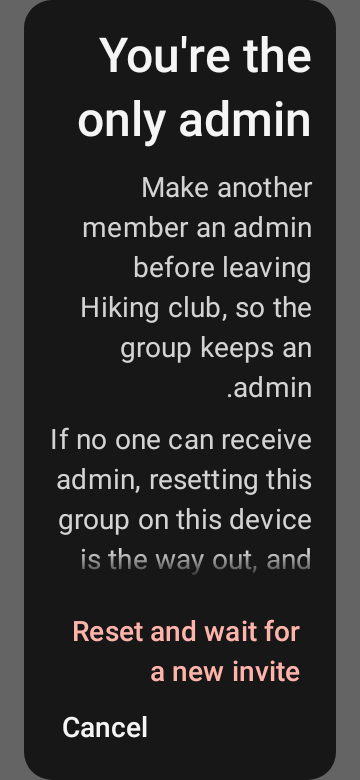 You're the
only admin
Make another
member an admin
before leaving
Hiking club, so the
group keeps an
.admin
If no one can receive
admin, resetting this
group on this device
is the way out, and
Reset and wait for
a new invite
Cancel